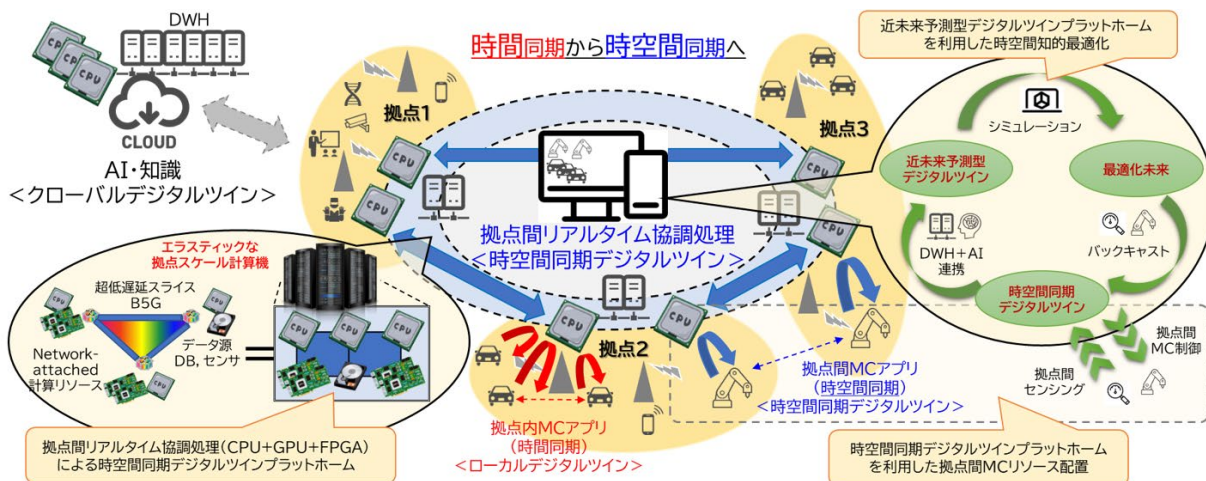 DWH
CPU
CPU
CPU
CLOUD
AI・知識
<グローバルデジタルツイン>
時間同期から時空間同期へ
拠点1
CPU
CPU
拠点3
CPU
CPU
拠点間リアルタイム協調処理
<時空間同期デジタルツイン>
CPU
CPU
拠点2
拠点内MCアプリ
(時間同期)
<ローカルデジタルツイン>
拠点間MCアプリ
(時空間同期)
<時空間同期デジタルツイン>
エラスティックな
拠点スケール計算機
超低遅延スライス
B5G
CPU
データ源
DB, センサ
Network-
attached
計算リソース
CPU
=
CPU
CPU
CPU
拠点間リアルタイム協調処理(CPU+GPU+FPGA)
による時空間同期デジタルツインプラットホーム
近未来予測型デジタルツインプラットホーム
を利用した時空間知的最適化
シミュレーション
近未来予測型
デジタルツイン
最適化未来
DWH+AI
連携
バックキャスト
時空間同期
デジタルツイン
拠点間
MC制御
拠点間
センシング
時空間同期デジタルツインプラットホーム
を利用した拠点間MCリソース配置